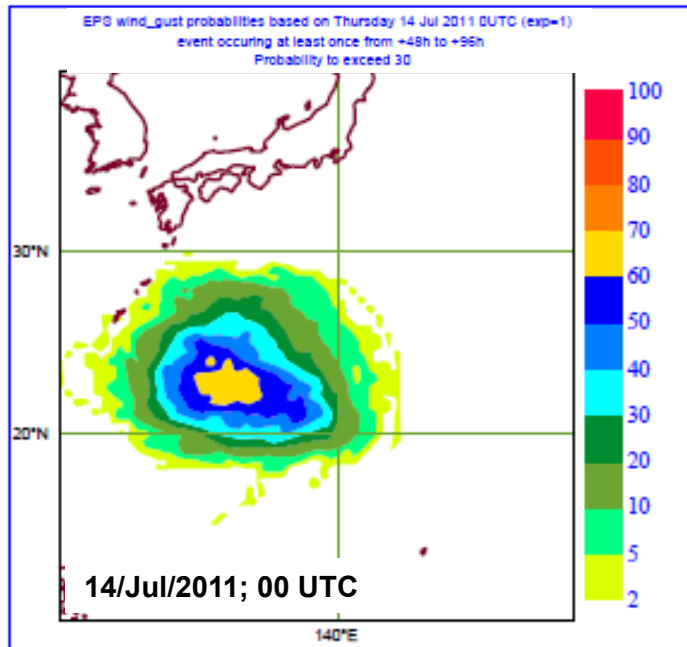 EPS wind_gust probabilities based on Thursday 14 Jul 2011 0UTC (exp=1)
event occuring at least once from +48h to +96h
Probability to exceed 30
100
90
80
70
60
50
40
30
20
10
5
2
30°N
20°N
14/Jul/2011; 00 UTC
140°E